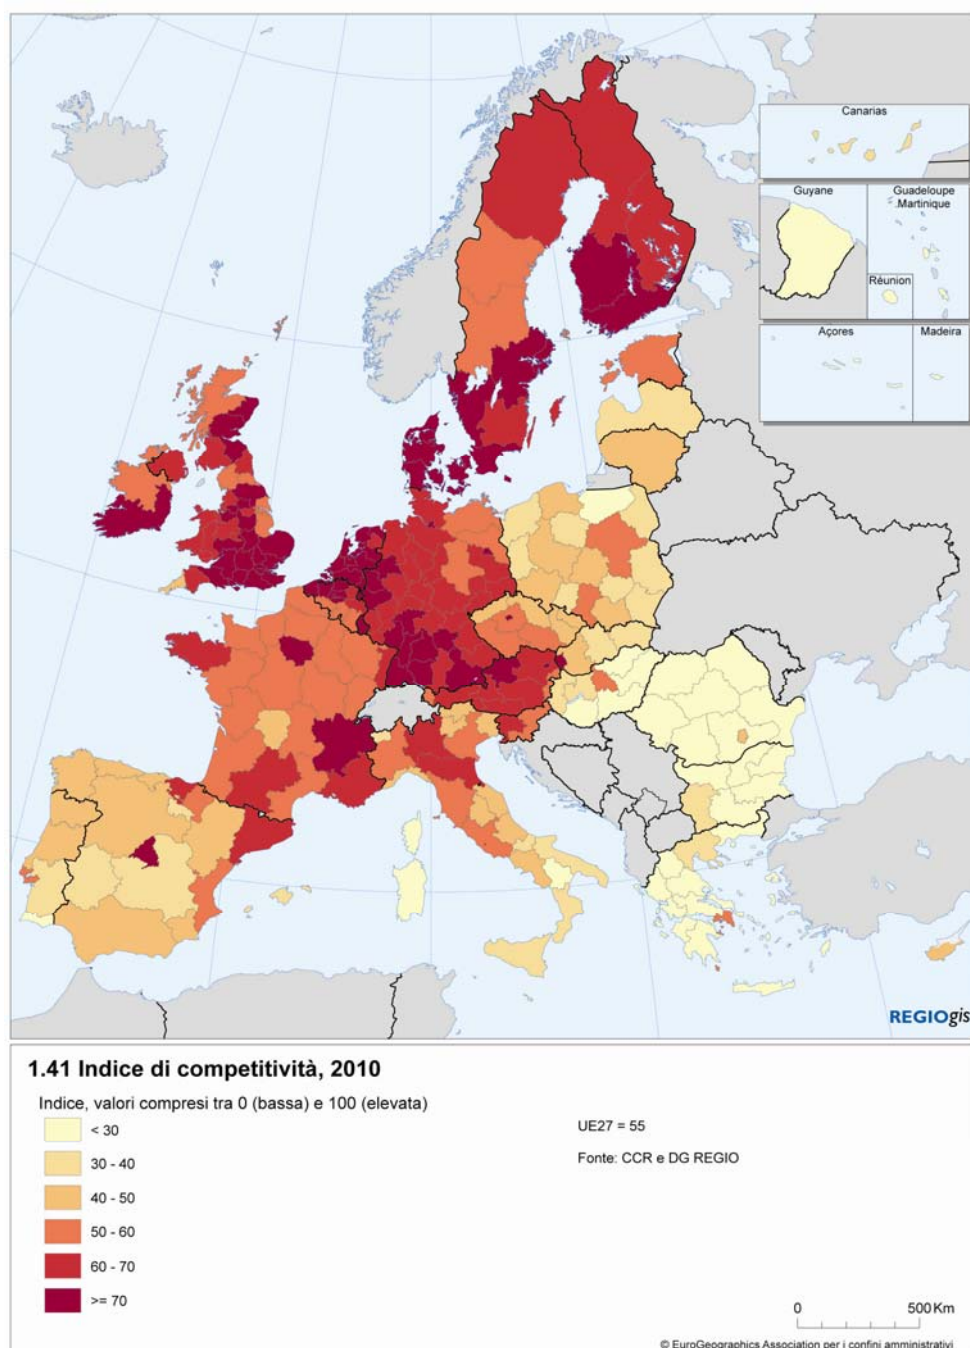 Canarias
Guyane
Guadeloupe
Martinique
Réunion
Açores
Madeira
REGIOgis
1.41 Indice di competitività, 2010
Indice, valori compresi tra 0 (bassa) e 100 (elevata)
< 30
30 - 40
40 - 50
50 - 60
60 - 70
>= 70
UE27 = 55
Fonte: CCR e DG REGIO
0 500 Km
© EuroGeographics Association per i confini amministrativi